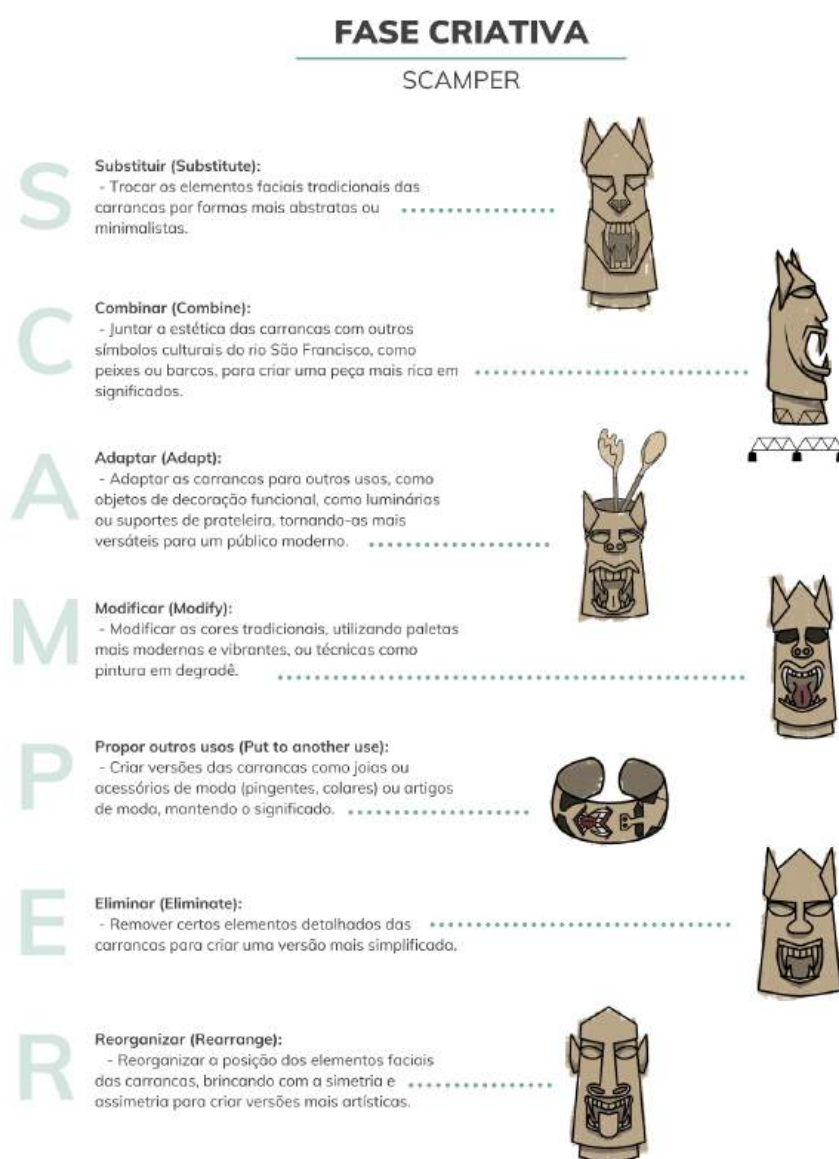 FASE CRIATIVA
SCAMPER
S
Substituir (Substitute):
- Trocar os elementos faciais tradicionais das
carrancas por formas mais abstratas ou
minimalistas.
C
Combinar (Combine):
- Juntar a estética das carrancas com outros
símbolos culturais do rio São Francisco, como
peixes ou barcos, para criar uma peça mais rica em
significados.
A
Adaptar (Adapt):
- Adaptar as carrancas para outros usos, como
objetos de decoração funcional, como luminárias
ou suportes de prateleira, tornando-as mais
versáteis para um público moderno.
M
Modificar (Modify):
- Modificar as cores tradicionais, utilizando paletas
mais modernas e vibrantes, ou técnicas como
pintura em degradê.
P
Propor outros usos (Put to another use):
- Criar versões das carrancas como joias ou
acessórios de moda (pingentes, colares) ou artigos
de moda, mantendo o significado.
E
Eliminar (Eliminate):
- Remover certos elementos detalhados das
carrancas para criar uma versão mais simplificada.
R
Reorganizar (Rearrange):
- Reorganizar a posição dos elementos faciais
das carrancas, brincando com a simetria e
assimetria para criar versões mais artísticas.